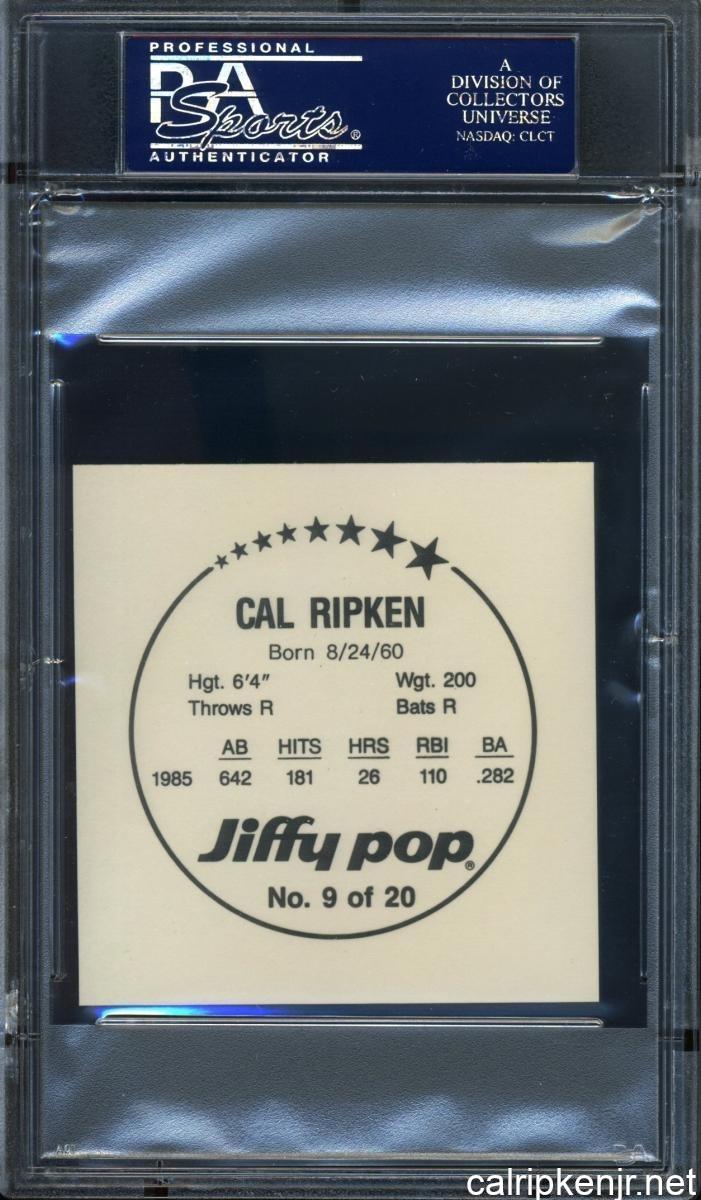 PROFESSIONAL
PSA
Sports®
AUTHENTICATOR
A
DIVISION OF
COLLECTORS
UNIVERSE
NASDAQ: CLCT
CAL RIPKEN
Born 8/24/60
Hgt. 6'4" Wgt. 200
Throws R Bats R
AB HITS HRS RBI BA
1985 642 181 26 110 .282
Jiffy pop®
No. 9 of 20
calripkenjr.net